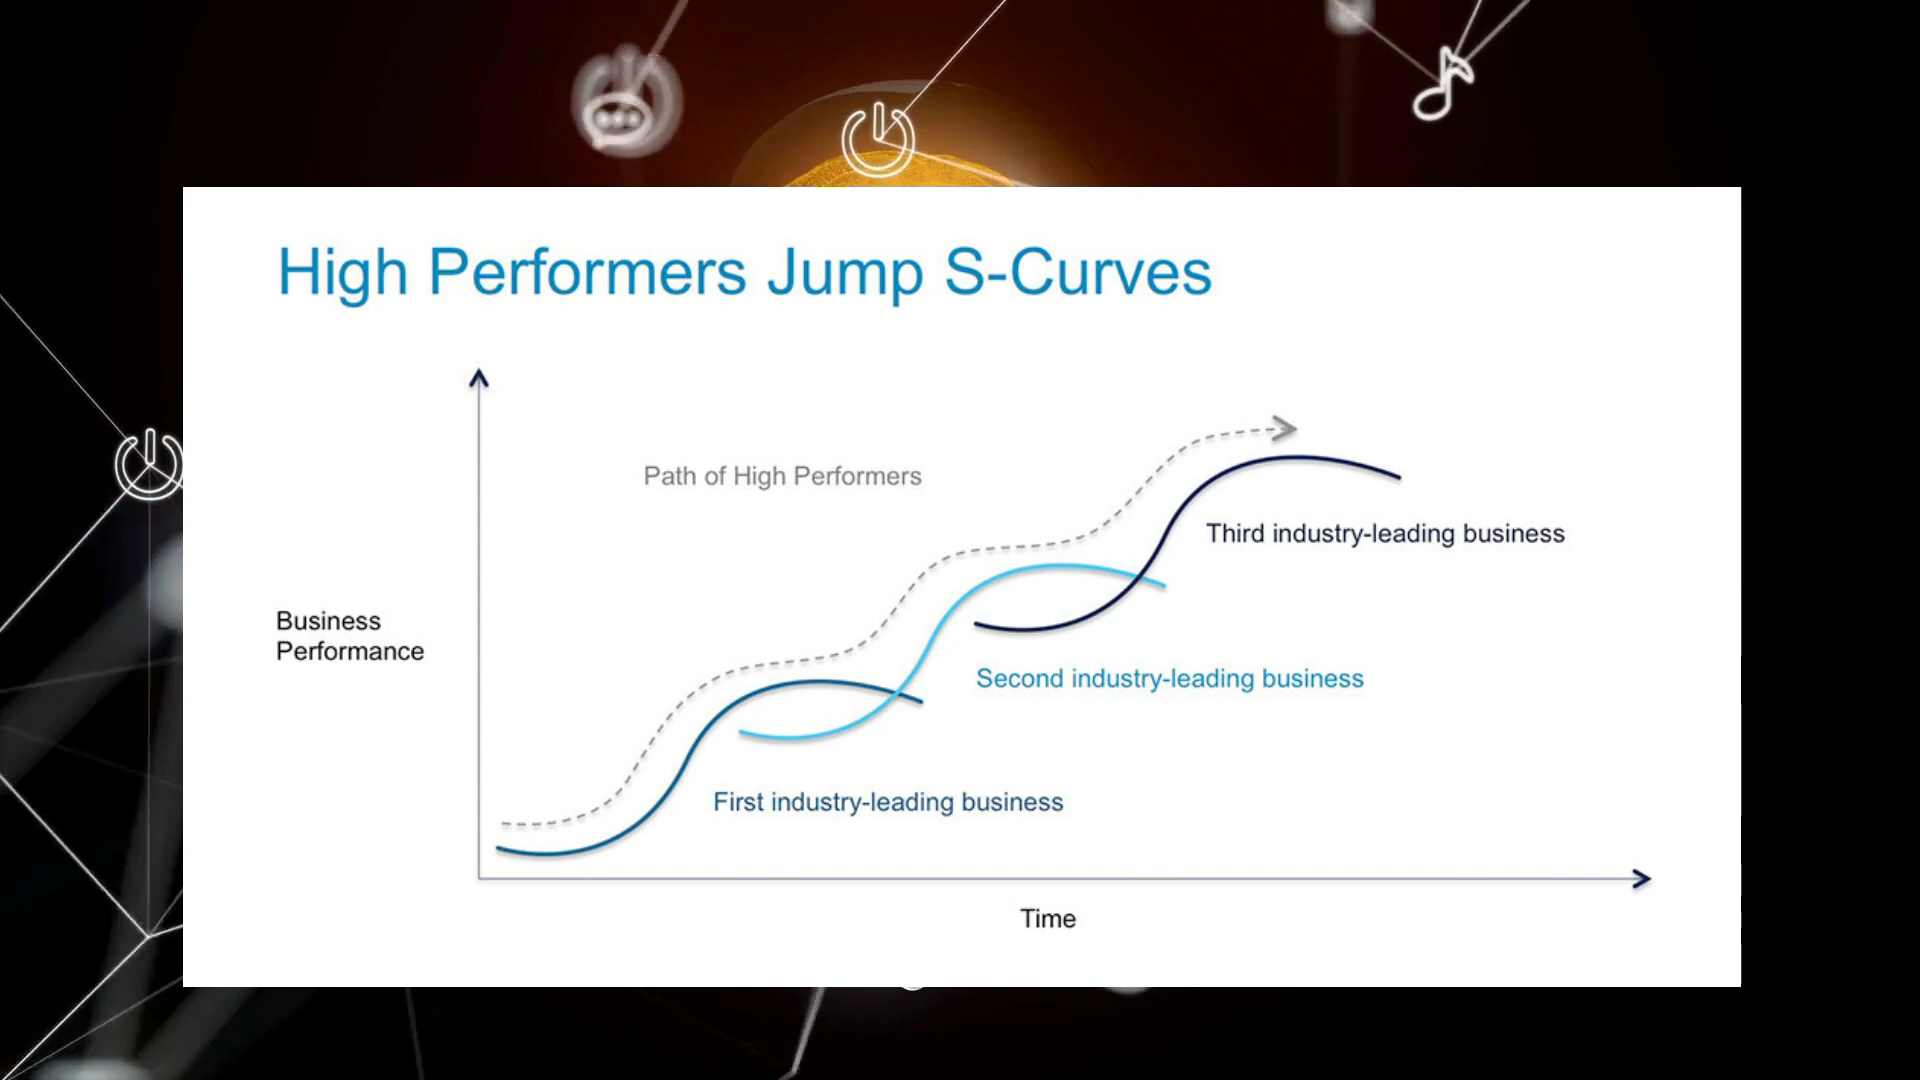 High Performers Jump S-Curves
Path of High Performers
Third industry-leading business
Business
Performance
Second industry-leading business
First industry-leading business
Time